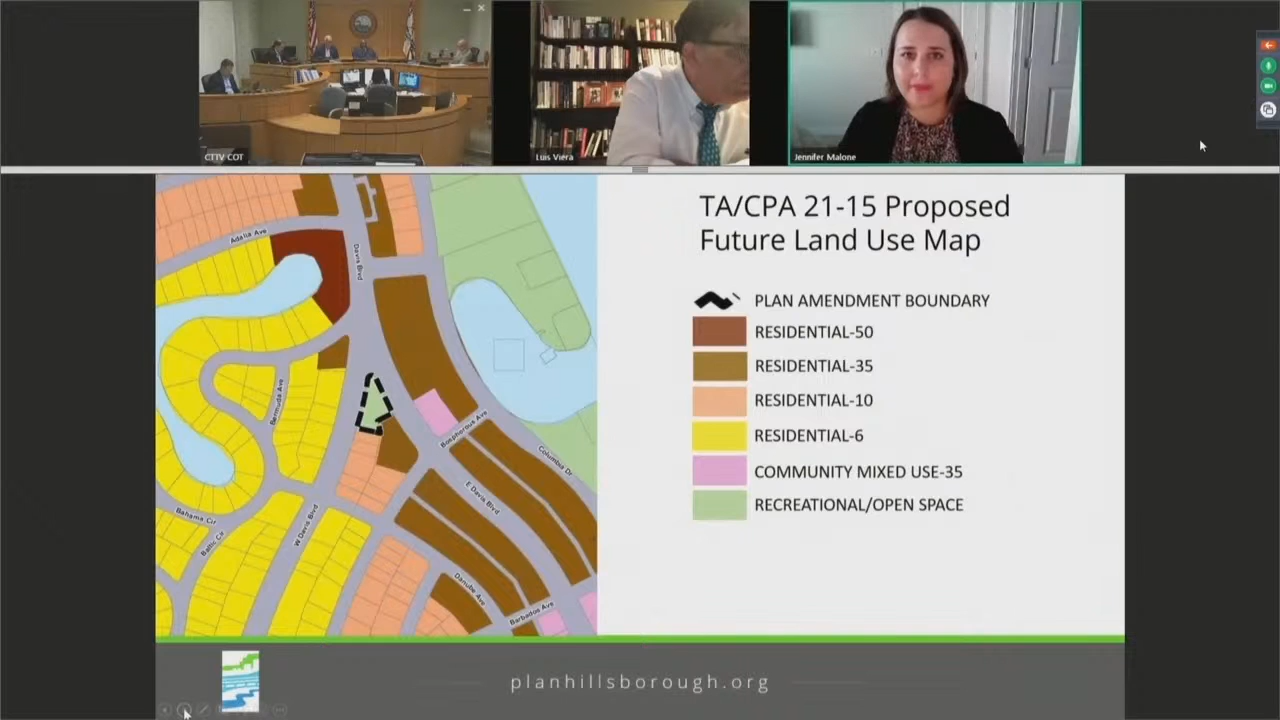 CTTV COT
Luis Viera
Jennifer Malone
TA/CPA 21-15 Proposed
Future Land Use Map
PLAN AMENDMENT BOUNDARY
RESIDENTIAL-50
RESIDENTIAL-35
RESIDENTIAL-10
RESIDENTIAL-6
COMMUNITY MIXED USE-35
RECREATIONAL/OPEN SPACE
Adalia Ave
Davis Blvd
Bermuda Ave
Bosphorous Ave
Columbia Dr
E Davis Blvd
W Davis Blvd
Bahama Cir
Baltic Cir
Danube Ave
Barbados Ave
planhillsborough.org